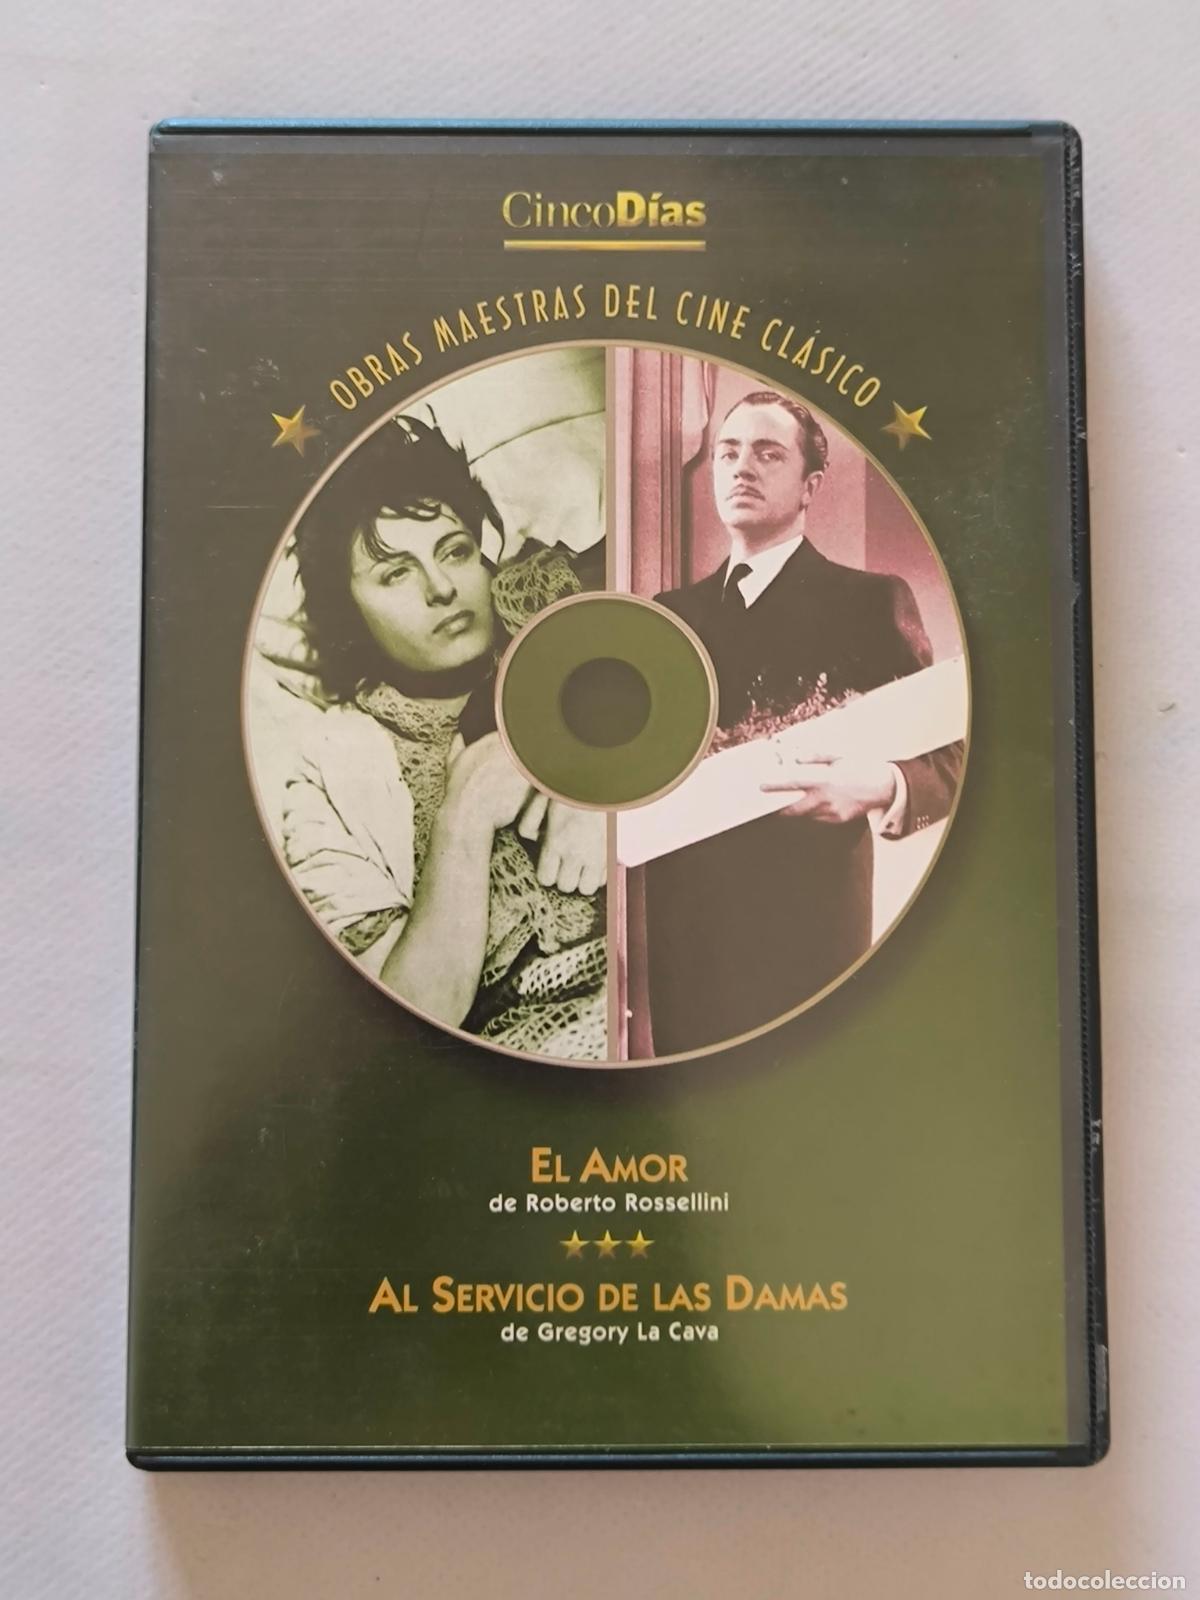 CincoDías
OBRAS MAESTRAS DEL CINE CLÁSICO
EL AMOR
de Roberto Rossellini
AL SERVICIO DE LAS DAMAS
de Gregory La Cava
todocoleccion